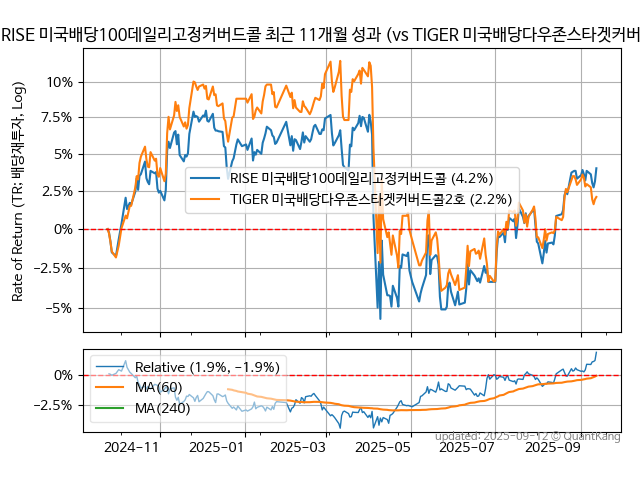 RISE 미국배당100데일리고정커버드콜 최근 11개월 성과 (vs TIGER 미국배당다우존스타겟커버
Rate of Return (TR: 배당재투자, Log)
10%
7.5%
5%
2.5%
0%
−2.5%
−5%
RISE 미국배당100데일리고정커버드콜 (4.2%)
TIGER 미국배당다우존스타겟커버드콜2호 (2.2%)
0%
−2.5%
Relative (1.9%, −1.9%)
MA(60)
MA(240)
2024−11
2025−01
2025−03
2025−05
2025−07
2025−09
updated: 2025−09−12 © QuantKang